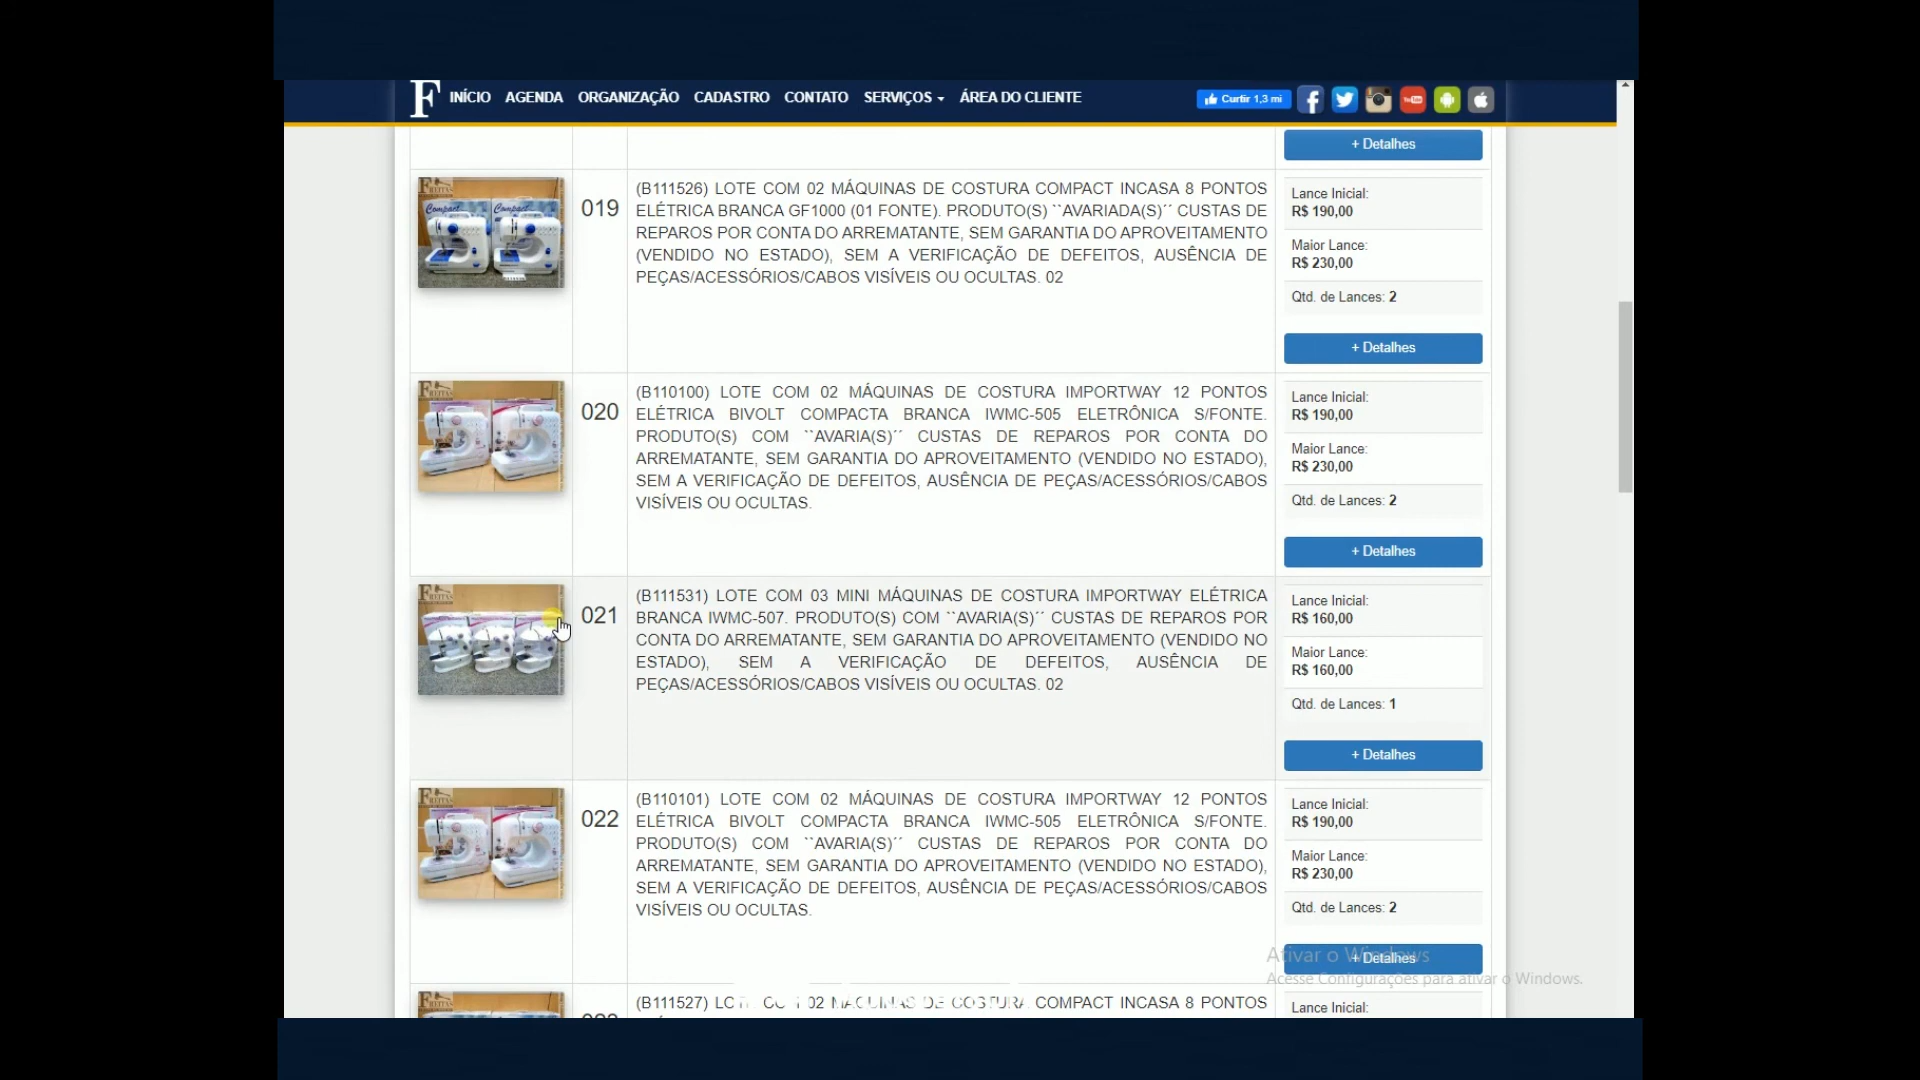 F INÍCIO AGENDA ORGANIZAÇÃO CADASTRO CONTATO SERVIÇOS ÁREA DO CLIENTE Curtir 1,3 mi
+ Detalhes
019
(B111526) LOTE COM 02 MÁQUINAS DE COSTURA COMPACT INCASA 8 PONTOS
ELÉTRICA BRANCA GF1000 (01 FONTE). PRODUTO(S) ``AVARIADA(S)´´ CUSTAS DE
REPAROS POR CONTA DO ARREMATANTE, SEM GARANTIA DO APROVEITAMENTO
(VENDIDO NO ESTADO), SEM A VERIFICAÇÃO DE DEFEITOS, AUSÊNCIA DE
PEÇAS/ACESSÓRIOS/CABOS VISÍVEIS OU OCULTAS. 02
Lance Inicial:
R$ 190,00
Maior Lance:
R$ 230,00
Qtd. de Lances: 2
+ Detalhes
020
(B110100) LOTE COM 02 MÁQUINAS DE COSTURA IMPORTWAY 12 PONTOS
ELÉTRICA BIVOLT COMPACTA BRANCA IWMC-505 ELETRÔNICA S/FONTE.
PRODUTO(S) COM ``AVARIA(S)´´ CUSTAS DE REPAROS POR CONTA DO
ARREMATANTE, SEM GARANTIA DO APROVEITAMENTO (VENDIDO NO ESTADO),
SEM A VERIFICAÇÃO DE DEFEITOS, AUSÊNCIA DE PEÇAS/ACESSÓRIOS/CABOS
VISÍVEIS OU OCULTAS.
Lance Inicial:
R$ 190,00
Maior Lance:
R$ 230,00
Qtd. de Lances: 2
+ Detalhes
021
(B111531) LOTE COM 03 MINI MÁQUINAS DE COSTURA IMPORTWAY ELÉTRICA
BRANCA IWMC-507. PRODUTO(S) COM ``AVARIA(S)´´ CUSTAS DE REPAROS POR
CONTA DO ARREMATANTE, SEM GARANTIA DO APROVEITAMENTO (VENDIDO NO
ESTADO), SEM A VERIFICAÇÃO DE DEFEITOS, AUSÊNCIA DE
PEÇAS/ACESSÓRIOS/CABOS VISÍVEIS OU OCULTAS. 02
Lance Inicial:
R$ 160,00
Maior Lance:
R$ 160,00
Qtd. de Lances: 1
+ Detalhes
022
(B110101) LOTE COM 02 MÁQUINAS DE COSTURA IMPORTWAY 12 PONTOS
ELÉTRICA BIVOLT COMPACTA BRANCA IWMC-505 ELETRÔNICA S/FONTE.
PRODUTO(S) COM ``AVARIA(S)´´ CUSTAS DE REPAROS POR CONTA DO
ARREMATANTE, SEM GARANTIA DO APROVEITAMENTO (VENDIDO NO ESTADO),
SEM A VERIFICAÇÃO DE DEFEITOS, AUSÊNCIA DE PEÇAS/ACESSÓRIOS/CABOS
VISÍVEIS OU OCULTAS.
Lance Inicial:
R$ 190,00
Maior Lance:
R$ 230,00
Qtd. de Lances: 2
+ Detalhes
Ativar o Windows
Acesse Configurações para ativar o Windows.
(B111527) LOTE COM 02 MÁQUINAS DE COSTURA COMPACT INCASA 8 PONTOS
Lance Inicial: